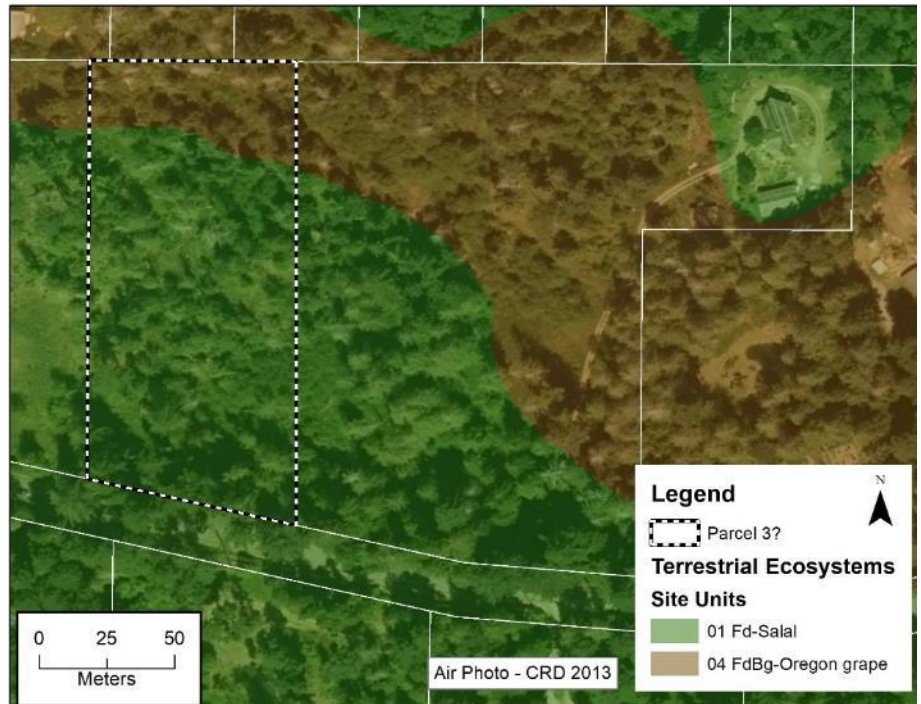 Legend
N
Parcel 3?
Terrestrial Ecosystems
Site Units
01 Fd-Salal
04 FdBg-Oregon grape
0 25 50
Meters
Air Photo - CRD 2013